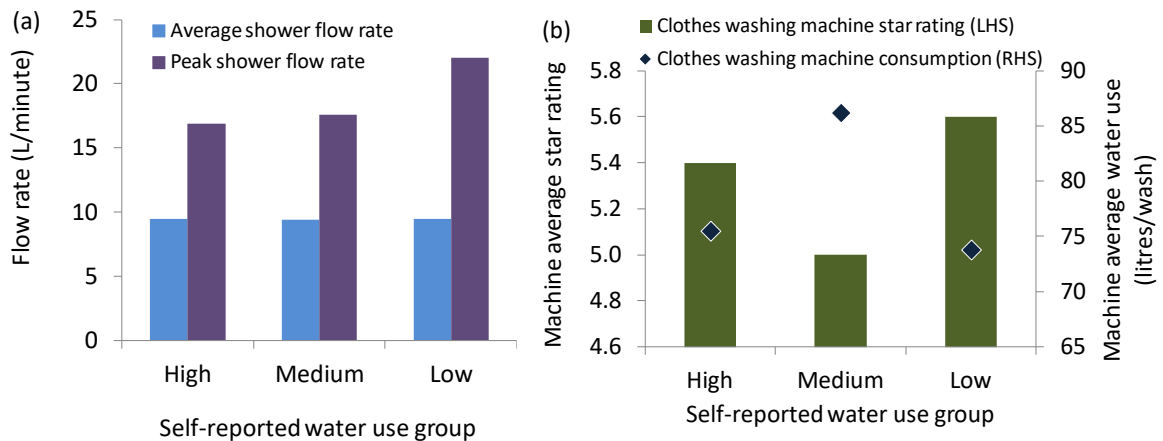 (a)
Average shower flow rate
Peak shower flow rate
Flow rate (L/minute)
25
20
15
10
5
0
High
Medium
Low
Self-reported water use group
(b)
Clothes washing machine star rating (LHS)
Clothes washing machine consumption (RHS)
Machine average star rating
5.8
5.6
5.4
5.2
5.0
4.8
4.6
90
85
80
75
70
65
Machine average water use
(litres/wash)
High
Medium
Low
Self-reported water use group